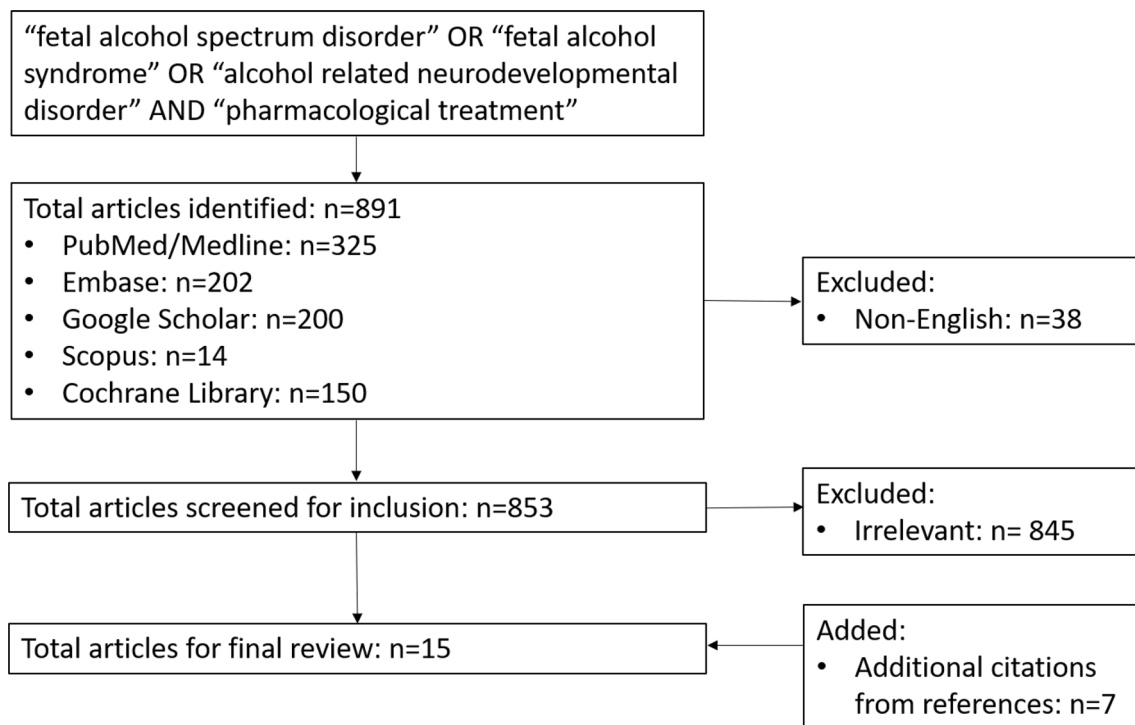 “fetal alcohol spectrum disorder” OR “fetal alcohol
syndrome” OR “alcohol related neurodevelopmental
disorder” AND “pharmacological treatment”
Total articles identified: n=891
• PubMed/Medline: n=325
• Embase: n=202
• Google Scholar: n=200
• Scopus: n=14
• Cochrane Library: n=150
Excluded:
• Non-English: n=38
Total articles screened for inclusion: n=853
Excluded:
• Irrelevant: n= 845
Total articles for final review: n=15
Added:
• Additional citations
from references: n=7